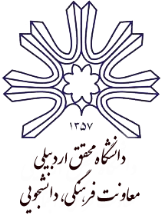 ۱۳۵۷
دانشگاه محقق اردبیلی
معاونت فرهنگی، دانشجویی